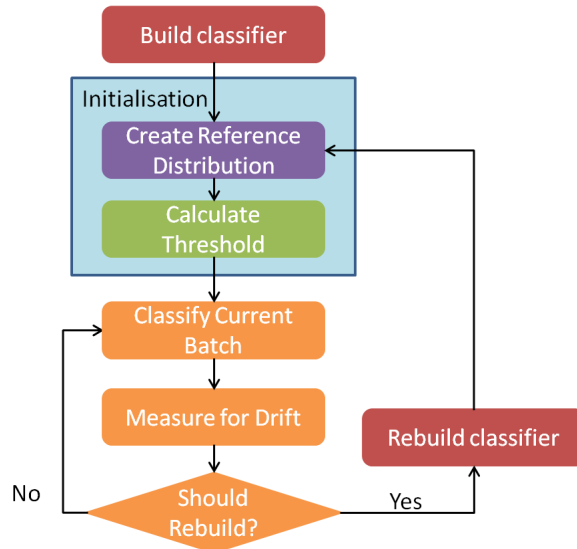 Build classifier
Initialisation
Create Reference
Distribution
Calculate
Threshold
Classify Current
Batch
Measure for Drift
Rebuild classifier
Should
Rebuild?
No
Yes